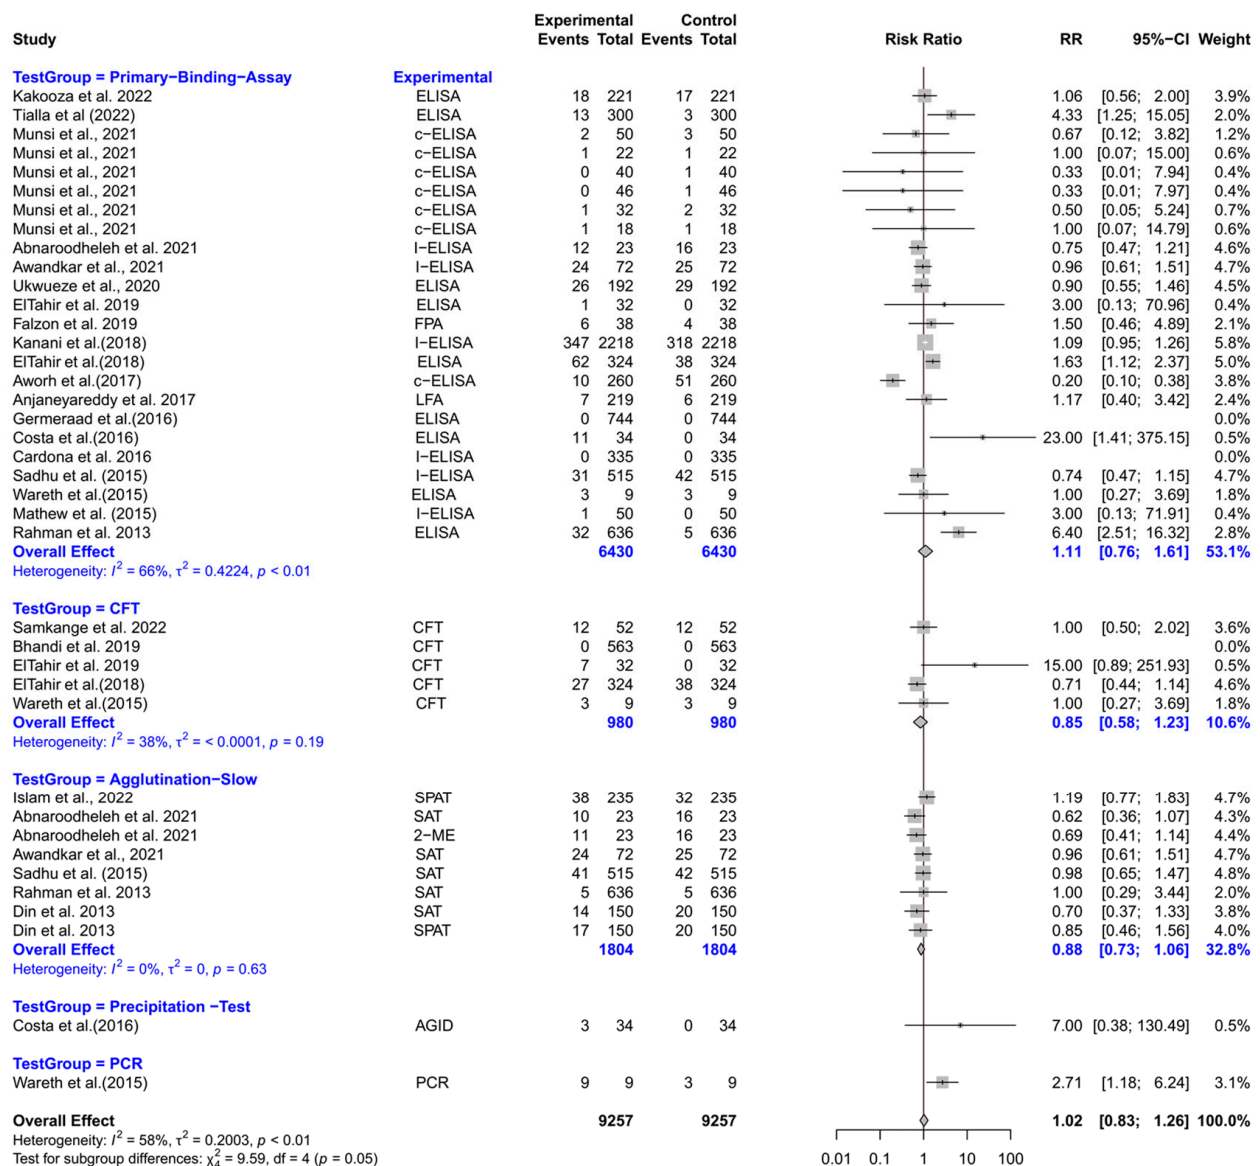 Experimental Control
Study Events Total Events Total Risk Ratio RR 95%−CI Weight
TestGroup = Primary−Binding−Assay Experimental
Kakooza et al. 2022 ELISA 18 221 17 221 1.06 [0.56; 2.00] 3.9%
Tialla et al (2022) ELISA 13 300 3 300 4.33 [1.25; 15.05] 2.0%
Munsi et al., 2021 c−ELISA 2 50 3 50 0.67 [0.12; 3.82] 1.2%
Munsi et al., 2021 c−ELISA 1 22 1 22 1.00 [0.07; 15.00] 0.6%
Munsi et al., 2021 c−ELISA 0 40 1 40 0.33 [0.01; 7.94] 0.4%
Munsi et al., 2021 c−ELISA 0 46 1 46 0.33 [0.01; 7.97] 0.4%
Munsi et al., 2021 c−ELISA 1 32 2 32 0.50 [0.05; 5.24] 0.7%
Munsi et al., 2021 c−ELISA 1 18 1 18 1.00 [0.07; 14.79] 0.6%
Abnaroodheleh et al. 2021 I−ELISA 12 23 16 23 0.75 [0.47; 1.21] 4.6%
Awandkar et al., 2021 I−ELISA 24 72 25 72 0.96 [0.61; 1.51] 4.7%
Ukwueze et al., 2020 ELISA 26 192 29 192 0.90 [0.55; 1.46] 4.5%
ElTahir et al. 2019 ELISA 1 32 0 32 3.00 [0.13; 70.96] 0.4%
Falzon et al. 2019 FPA 6 38 4 38 1.50 [0.46; 4.89] 2.1%
Kanani et al.(2018) I−ELISA 347 2218 318 2218 1.09 [0.95; 1.26] 5.8%
ElTahir et al.(2018) ELISA 62 324 38 324 1.63 [1.12; 2.37] 5.0%
Aworh et al.(2017) c−ELISA 10 260 51 260 0.20 [0.10; 0.38] 3.8%
Anjaneyareddy et al. 2017 LFA 7 219 6 219 1.17 [0.40; 3.42] 2.4%
Germeraad et al.(2016) ELISA 0 744 0 744 0.0%
Costa et al.(2016) ELISA 11 34 0 34 23.00 [1.41; 375.15] 0.5%
Cardona et al. 2016 I−ELISA 0 335 0 335 0.0%
Sadhu et al. (2015) I−ELISA 31 515 42 515 0.74 [0.47; 1.15] 4.7%
Wareth et al.(2015) ELISA 3 9 3 9 1.00 [0.27; 3.69] 1.8%
Mathew et al. (2015) I−ELISA 1 50 0 50 3.00 [0.13; 71.91] 0.4%
Rahman et al. 2013 ELISA 32 636 5 636 6.40 [2.51; 16.32] 2.8%
Overall Effect 6430 6430 1.11 [0.76; 1.61] 53.1%
Heterogeneity: I² = 66%, τ² = 0.4224, p < 0.01
TestGroup = CFT
Samkange et al. 2022 CFT 12 52 12 52 1.00 [0.50; 2.02] 3.6%
Bhandi et al. 2019 CFT 0 563 0 563 0.0%
ElTahir et al. 2019 CFT 7 32 0 32 15.00 [0.89; 251.93] 0.5%
ElTahir et al.(2018) CFT 27 324 38 324 0.71 [0.44; 1.14] 4.6%
Wareth et al.(2015) CFT 3 9 3 9 1.00 [0.27; 3.69] 1.8%
Overall Effect 980 980 0.85 [0.58; 1.23] 10.6%
Heterogeneity: I² = 38%, τ² = < 0.0001, p = 0.19
TestGroup = Agglutination−Slow
Islam et al., 2022 SPAT 38 235 32 235 1.19 [0.77; 1.83] 4.7%
Abnaroodheleh et al. 2021 SAT 10 23 16 23 0.62 [0.36; 1.07] 4.3%
Abnaroodheleh et al. 2021 2−ME 11 23 16 23 0.69 [0.41; 1.14] 4.4%
Awandkar et al., 2021 SAT 24 72 25 72 0.96 [0.61; 1.51] 4.7%
Sadhu et al. (2015) SAT 41 515 42 515 0.98 [0.65; 1.47] 4.8%
Rahman et al. 2013 SAT 5 636 5 636 1.00 [0.29; 3.44] 2.0%
Din et al. 2013 SAT 14 150 20 150 0.70 [0.37; 1.33] 3.8%
Din et al. 2013 SPAT 17 150 20 150 0.85 [0.46; 1.56] 4.0%
Overall Effect 1804 1804 0.88 [0.73; 1.06] 32.8%
Heterogeneity: I² = 0%, τ² = 0, p = 0.63
TestGroup = Precipitation −Test
Costa et al.(2016) AGID 3 34 0 34 7.00 [0.38; 130.49] 0.5%
TestGroup = PCR
Wareth et al.(2015) PCR 9 9 3 9 2.71 [1.18; 6.24] 3.1%
Overall Effect 9257 9257 1.02 [0.83; 1.26] 100.0%
Heterogeneity: I² = 58%, τ² = 0.2003, p < 0.01
Test for subgroup differences: χ²₄ = 9.59, df = 4 (p = 0.05)
0.01 0.1 1 10 100